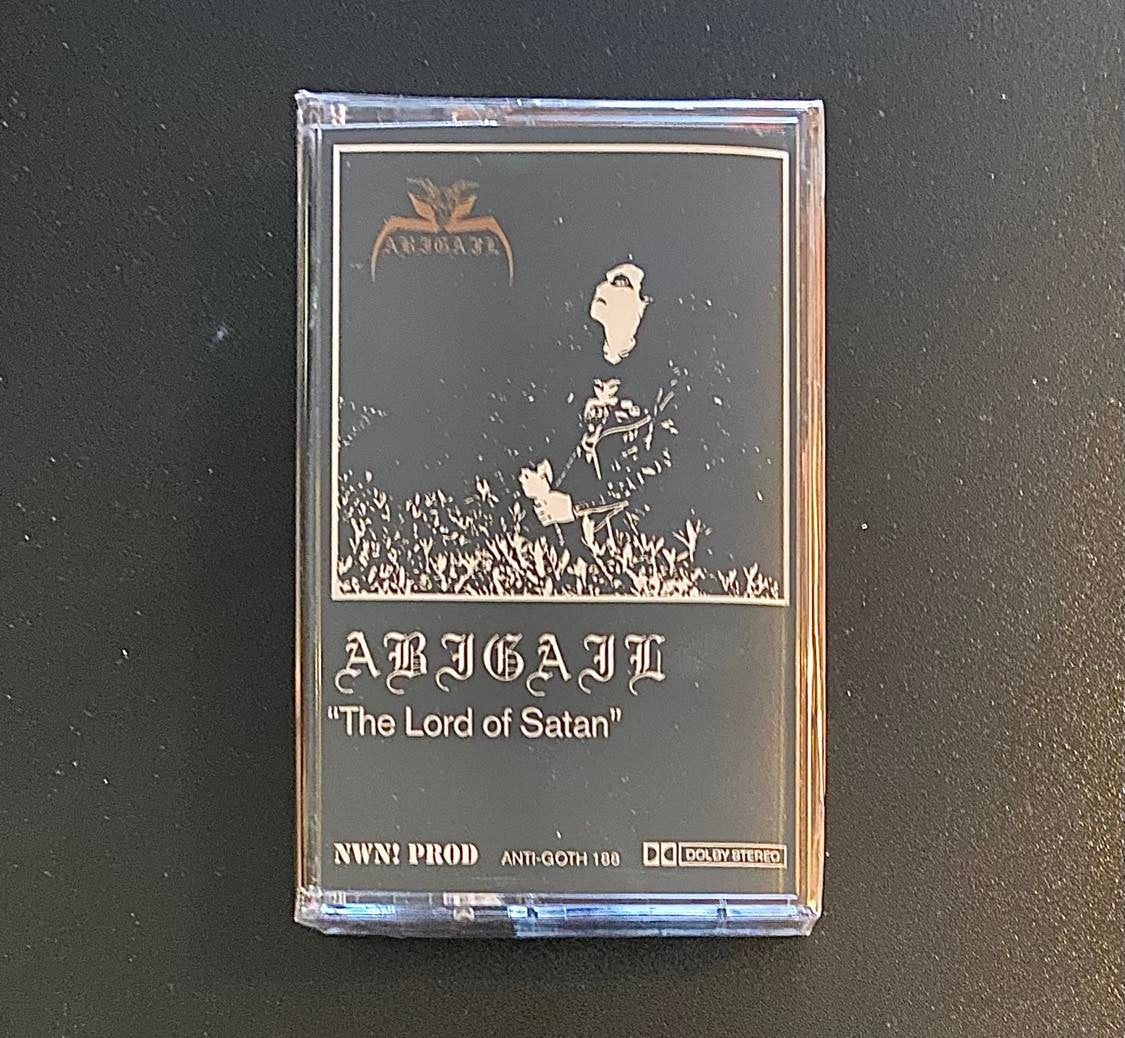 ABIGAIL
ABIGAIL
“The Lord of Satan”
NWN! PROD ANTI-GOTH 188 DOLBY STEREO